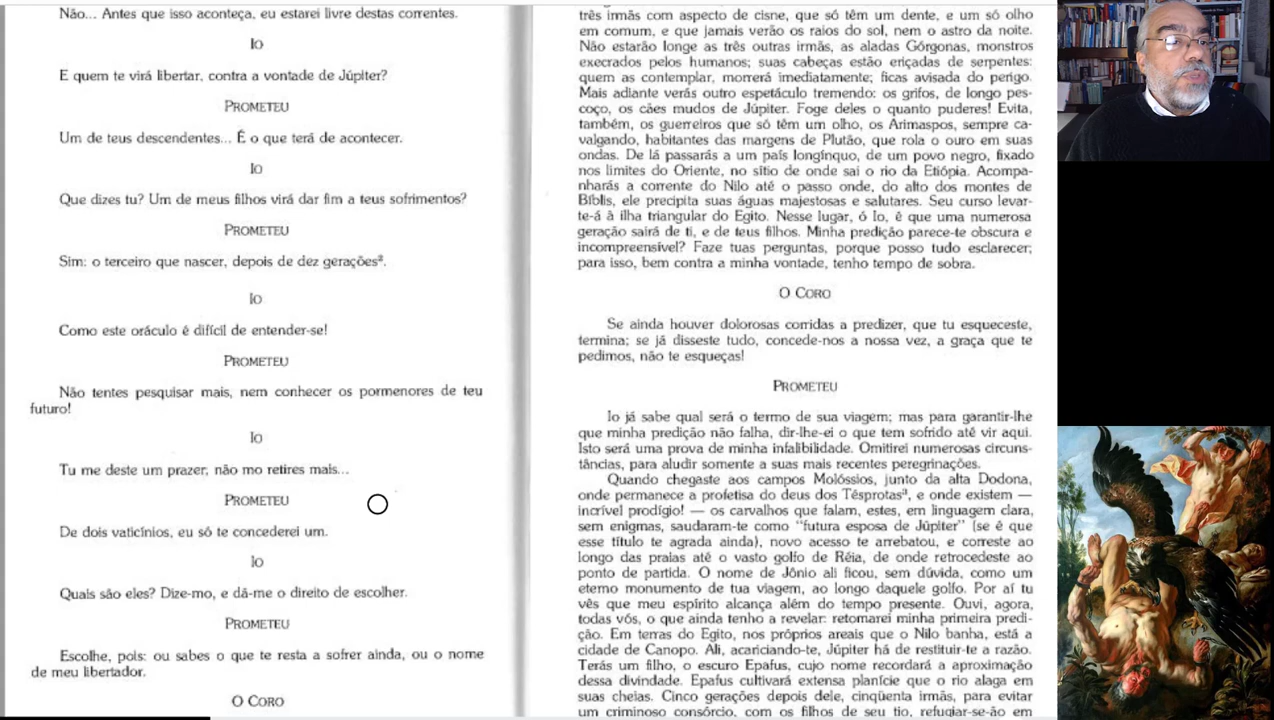 Não... Antes que isso aconteça, eu estarei livre destas correntes.
Io
E quem te virá libertar, contra a vontade de Júpiter?
PROMETEU
Um de teus descendentes... É o que terá de acontecer.
Io
Que dizes tu? Um de meus filhos virá dar fim a teus sofrimentos?
PROMETEU
Sim: o terceiro que nascer, depois de dez gerações².
Io
Como este oráculo é difícil de entender-se!
PROMETEU
Não tentes pesquisar mais, nem conhecer os pormenores de teu
futuro!
Io
Tu me deste um prazer, não mo retires mais...
PROMETEU
De dois vaticínios, eu só te concederei um.
Io
Quais são eles? Dize-mo, e dá-me o direito de escolher.
PROMETEU
Escolhe, pois: ou sabes o que te resta a sofrer ainda, ou o nome
de meu libertador.
O CORO
três irmãs com aspecto de cisne, que só têm um dente, e um só olho
em comum, e que jamais verão os raios do sol, nem o astro da noite.
Não estarão longe as três outras irmãs, as aladas Górgonas, monstros
execrados pelos humanos; suas cabeças estão eriçadas de serpentes:
quem as contemplar, morrerá imediatamente; ficas avisada do perigo.
Mais adiante verás outro espetáculo tremendo: os grifos, de longo pes-
coço, os cães mudos de Júpiter. Foge deles o quanto puderes! Evita,
também, os guerreiros que só têm um olho, os Arimaspos, sempre ca-
valgando, habitantes das margens de Plutão, que rola o ouro em suas
ondas. De lá passarás a um país longínquo, de um povo negro, fixado
nos limites do Oriente, no sítio de onde sai o rio da Etiópia. Acompa-
nharás a corrente do Nilo até o passo onde, do alto dos montes de
Bíblis, ele precipita suas águas majestosas e salutares. Seu curso levar-
te-á à ilha triangular do Egito. Nesse lugar, ó Io, é que uma numerosa
geração sairá de ti, e de teus filhos. Minha predição parece-te obscura e
incompreensível? Faze tuas perguntas, porque posso tudo esclarecer;
para isso, bem contra a minha vontade, tenho tempo de sobra.
O CORO
Se ainda houver dolorosas corridas a predizer, que tu esqueceste,
termina; se já disseste tudo, concede-nos a nossa vez, a graça que te
pedimos, não te esqueças!
PROMETEU
Io já sabe qual será o termo de sua viagem; mas para garantir-lhe
que minha predição não falha, dir-lhe-ei o que tem sofrido até vir aqui.
Isto será uma prova de minha infalibilidade. Omitirei numerosas circuns-
tâncias, para aludir somente a suas mais recentes peregrinações.
Quando chegaste aos campos Molóssios, junto da alta Dodona,
onde permanece a profetisa do deus dos Tésprotas³, e onde existem —
incrível prodígio! — os carvalhos que falam, estes, em linguagem clara,
sem enigmas, saudaram-te como "futura esposa de Júpiter" (se é que
esse título te agrada ainda), novo acesso te arrebatou, e correste ao
longo das praias até o vasto golfo de Réia, de onde retrocedeste ao
ponto de partida. O nome de Jônio ali ficou, sem dúvida, como um
eterno monumento de tua viagem, ao longo daquele golfo. Por aí tu
vês que meu espírito alcança além do tempo presente. Ouvi, agora,
todas vós, o que ainda tenho a revelar: retomarei minha primeira predi-
ção. Em terras do Egito, nos próprios areais que o Nilo banha, está a
cidade de Canopo. Ali, acariciando-te, Júpiter há de restituir-te a razão.
Terás um filho, o escuro Epafus, cujo nome recordará a aproximação
dessa divindade. Epafus cultivará extensa planície que o rio alaga em
suas cheias. Cinco gerações depois dele, cinqüenta irmãs, para evitar
um criminoso consórcio, com os filhos de seu tio, refugiar-se-ão em